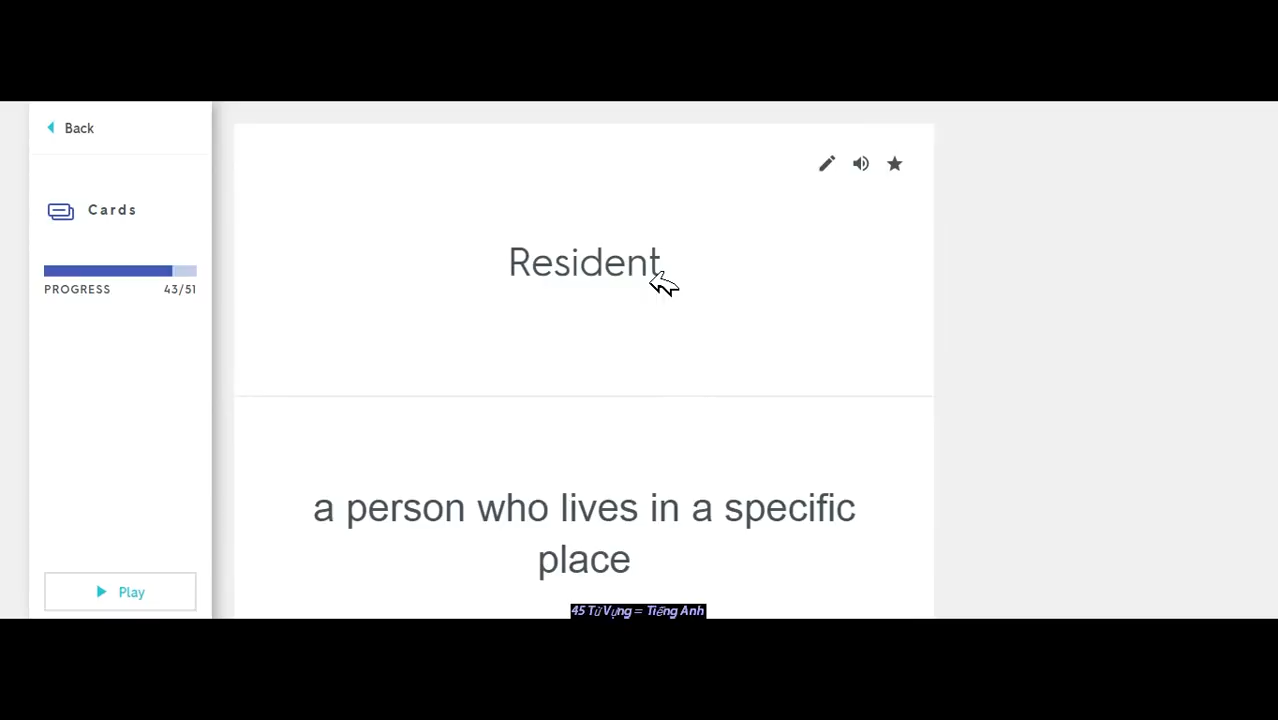 Back
Cards
PROGRESS 43/51
Resident
a person who lives in a specific
place
Play
45 Từ Vựng = Tiếng Anh